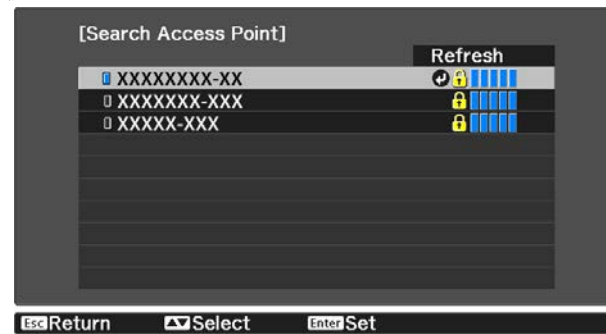 [Search Access Point]
Refresh
XXXXXXXX-XX
XXXXXXX-XXX
XXXXX-XXX
Esc Return Select Enter Set